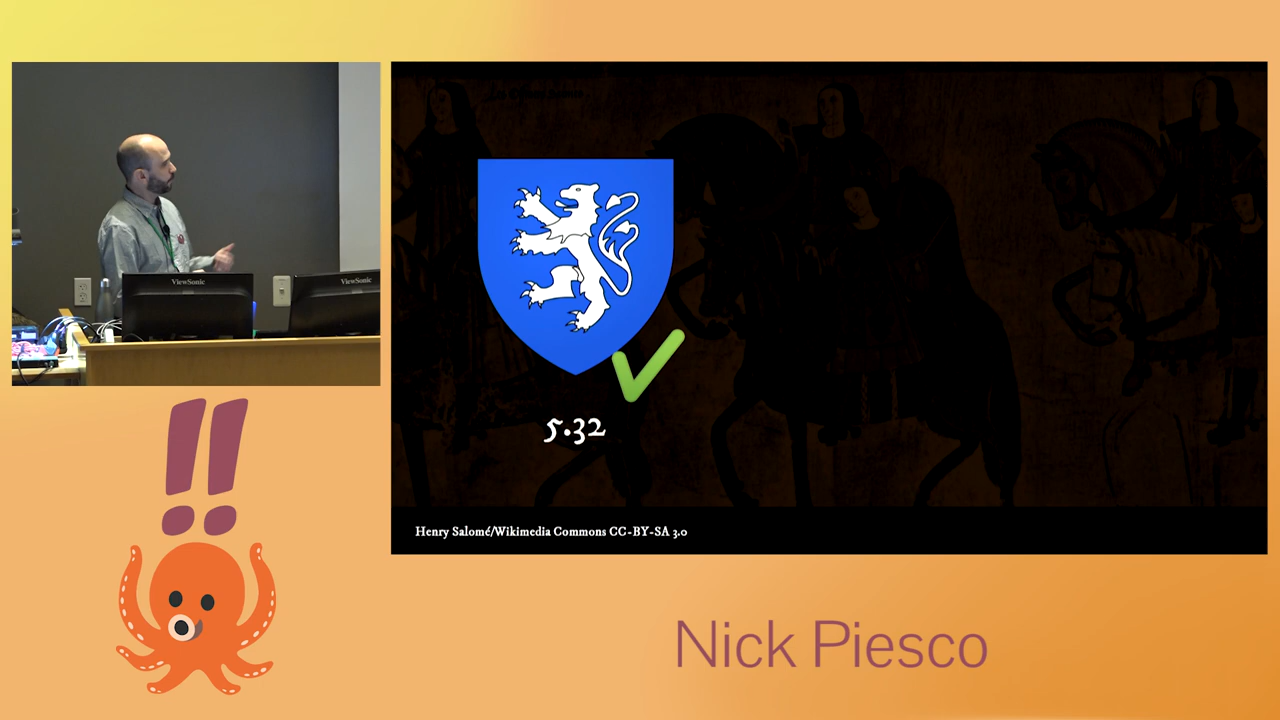 ViewSonic
ViewSonic
5.32
Henry Salomé/Wikimedia Commons CC-BY-SA 3.0
!!
Nick Piesco